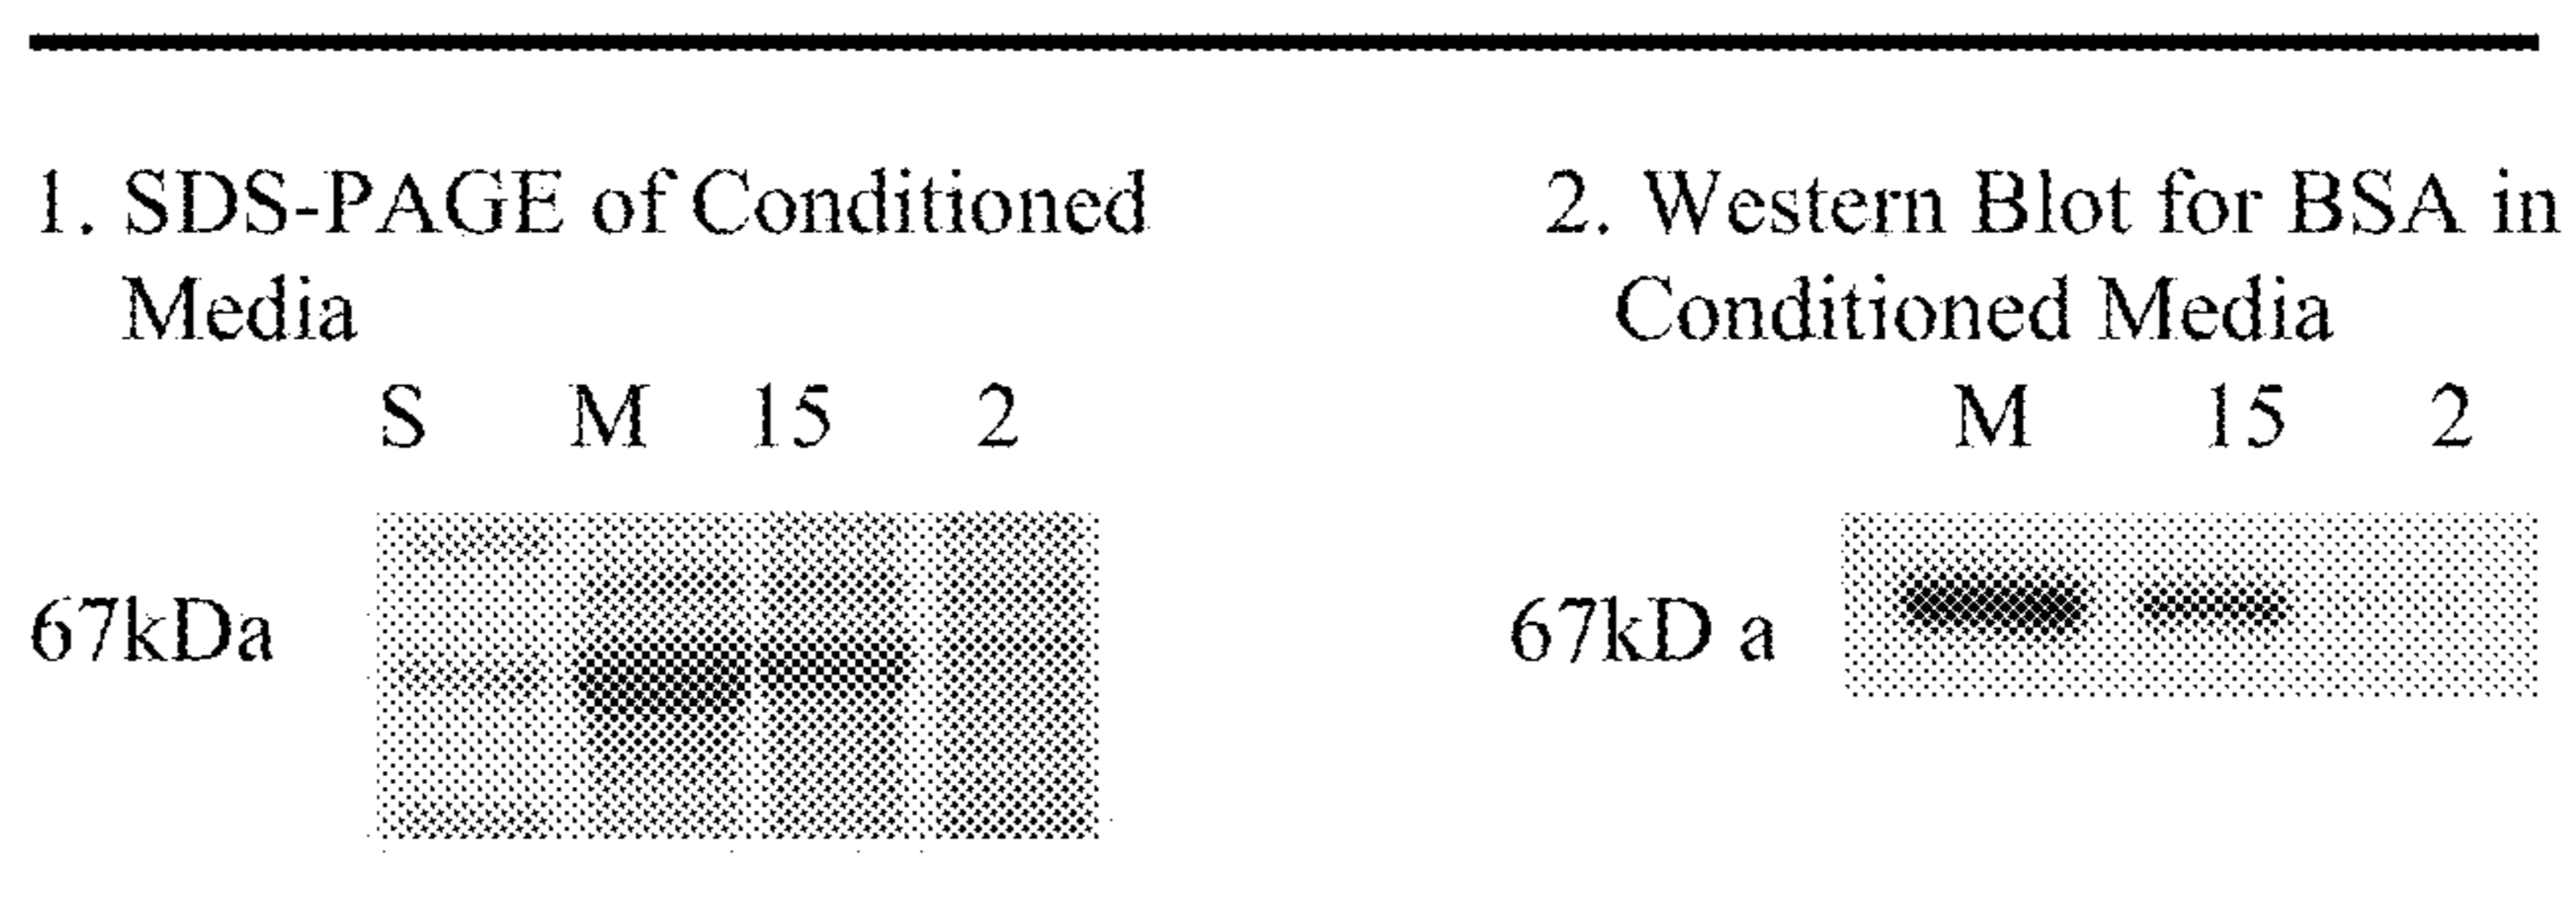 1. SDS-PAGE of Conditioned
Media
S M 15 2
67kDa
2. Western Blot for BSA in
Conditioned Media
M 15 2
67kD a